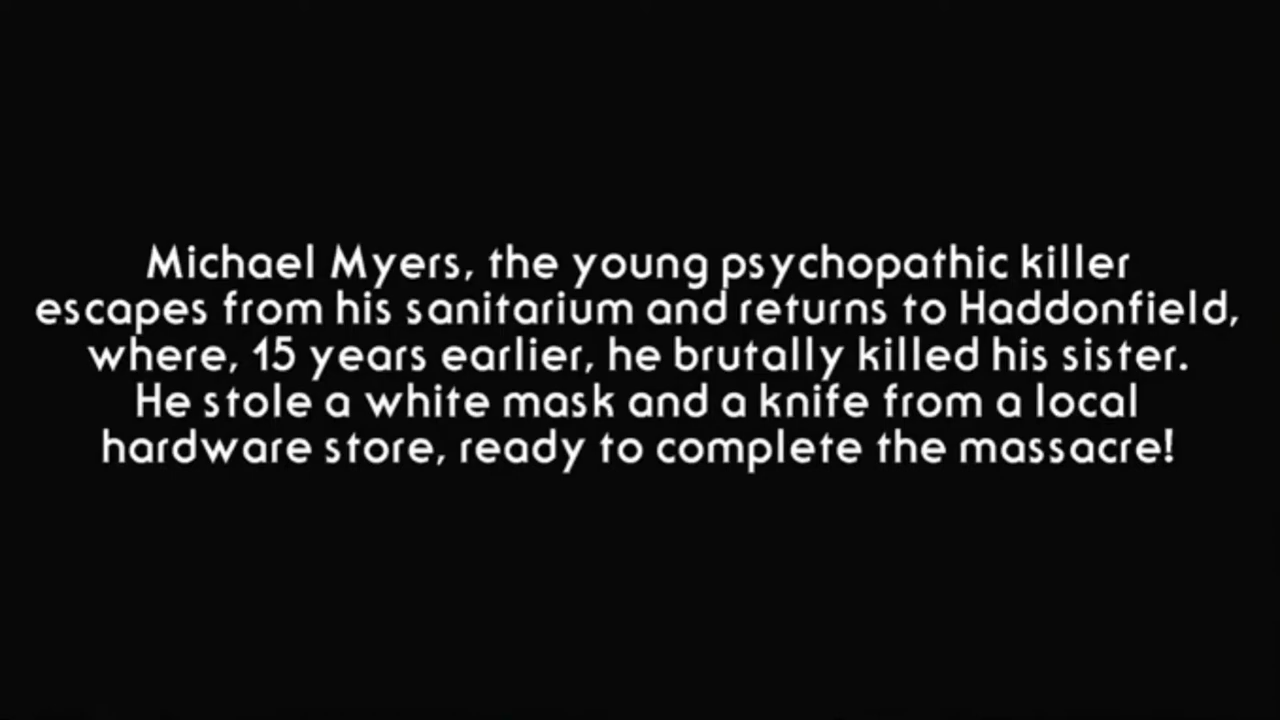 Michael Myers, the young psychopathic killer
escapes from his sanitarium and returns to Haddonfield,
where, 15 years earlier, he brutally killed his sister.
He stole a white mask and a knife from a local
hardware store, ready to complete the massacre!